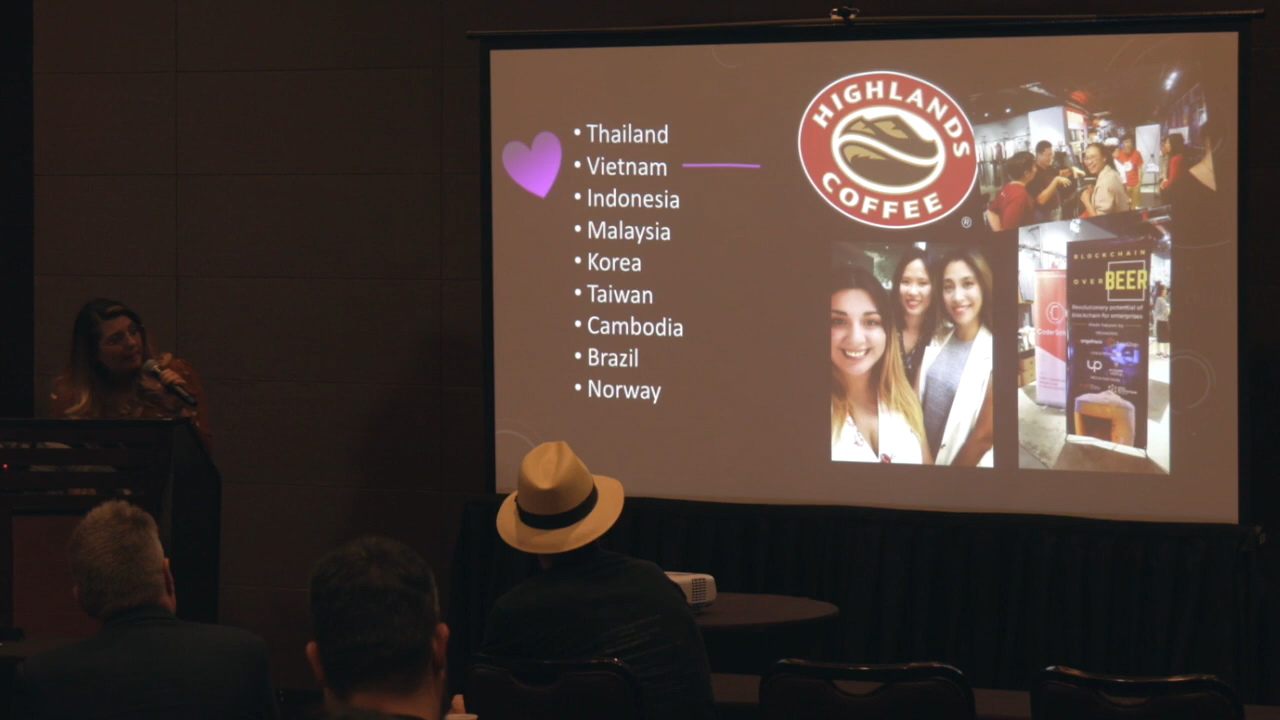 • Thailand
• Vietnam
• Indonesia
• Malaysia
• Korea
• Taiwan
• Cambodia
• Brazil
• Norway
HIGHLANDS
COFFEE
®
BLOCKCHAIN
OVER BEER
Revolutionary potential of
blockchain for enterprises
up